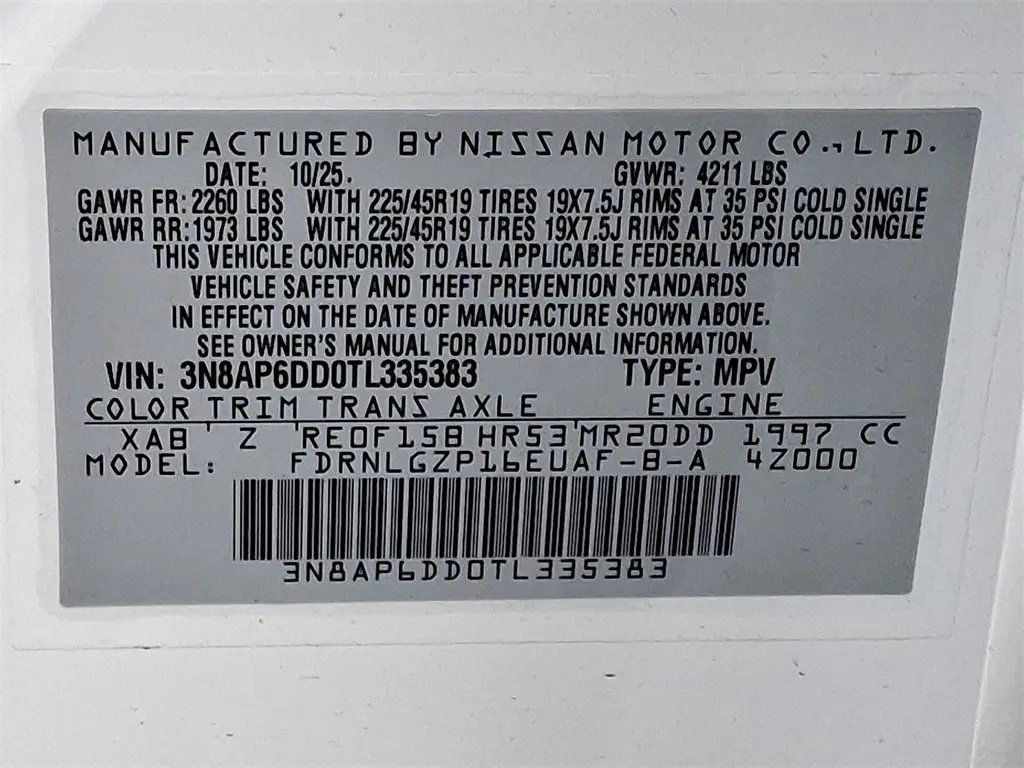 MANUFACTURED BY NISSAN MOTOR CO., LTD.
DATE: 10/25. GVWR: 4211 LBS
GAWR FR: 2260 LBS WITH 225/45R19 TIRES 19X7.5J RIMS AT 35 PSI COLD SINGLE
GAWR RR: 1973 LBS WITH 225/45R19 TIRES 19X7.5J RIMS AT 35 PSI COLD SINGLE
THIS VEHICLE CONFORMS TO ALL APPLICABLE FEDERAL MOTOR
VEHICLE SAFETY AND THEFT PREVENTION STANDARDS
IN EFFECT ON THE DATE OF MANUFACTURE SHOWN ABOVE.
SEE OWNER'S MANUAL FOR ADDITIONAL INFORMATION.
VIN: 3N8AP6DD0TL335383 TYPE: MPV
COLOR TRIM TRANS AXLE ENGINE
XAB Z RE0F15B HR53 MR20DD 1997 CC
MODEL: FDRNLGZP16EUAF-B-A 4Z000
3N8AP6DD0TL335383